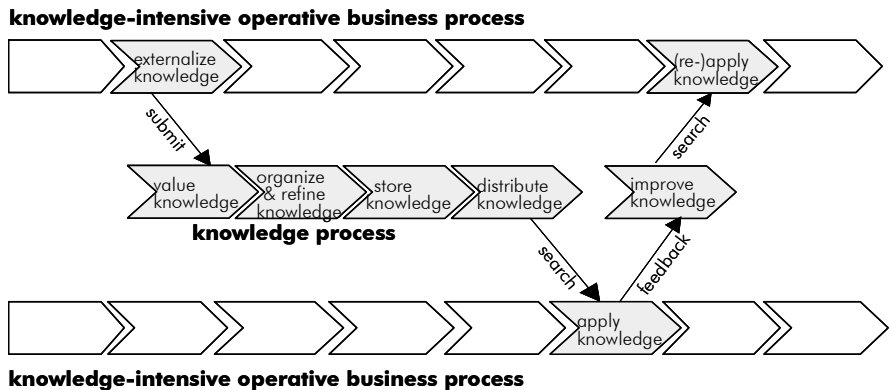 knowledge-intensive operative business process
externalize
knowledge
(re-)apply
knowledge
submit
search
value
knowledge
organize
& refine
knowledge
store
knowledge
distribute
knowledge
improve
knowledge
knowledge process
search
feedback
apply
knowledge
knowledge-intensive operative business process